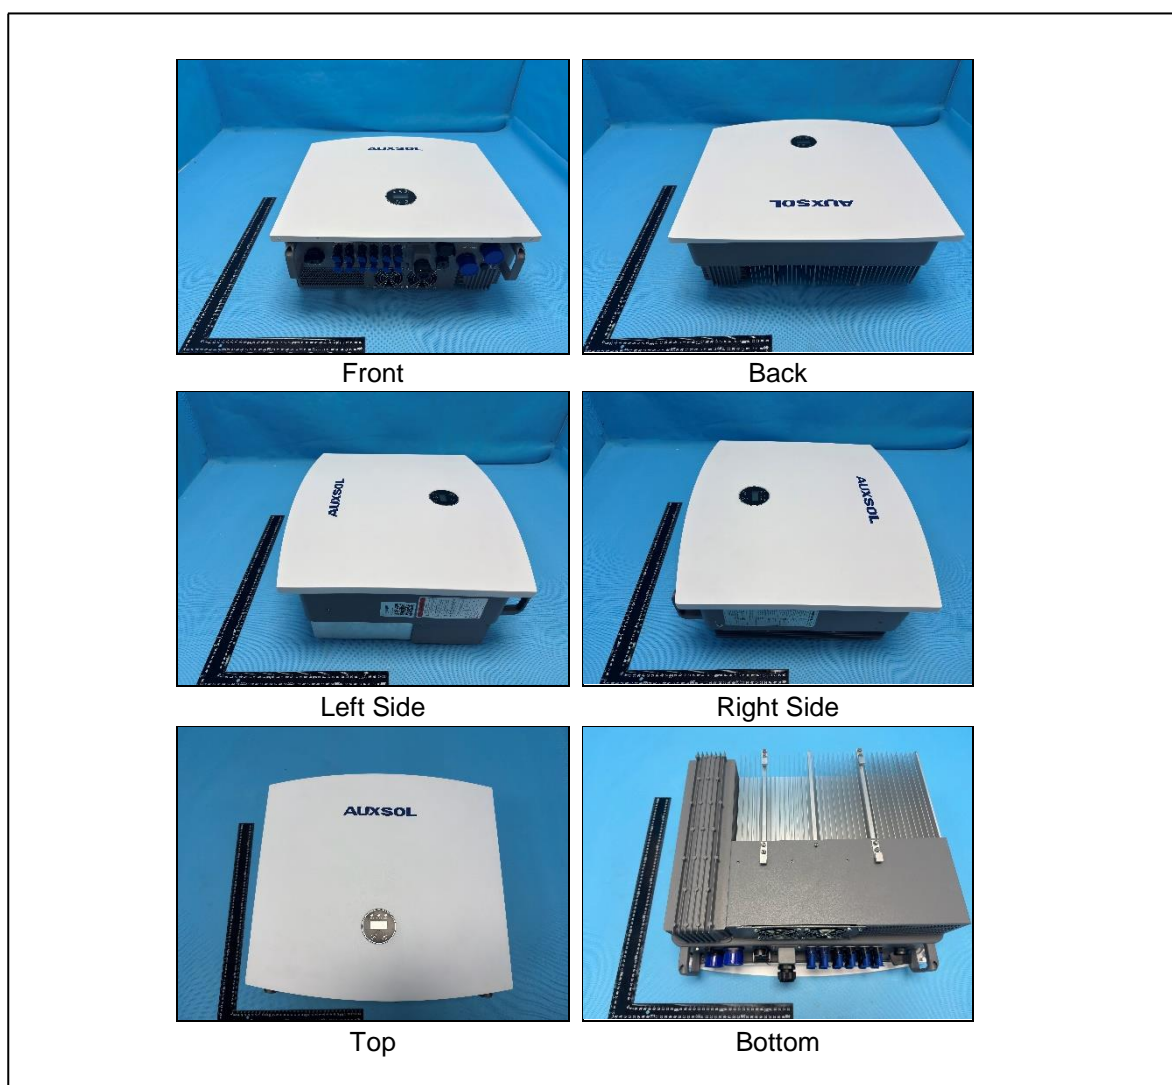 AUXSOL
AUXSOL
Front
Back
AUXSOL
AUXSOL
Left Side
Right Side
AUXSOL
Top
Bottom